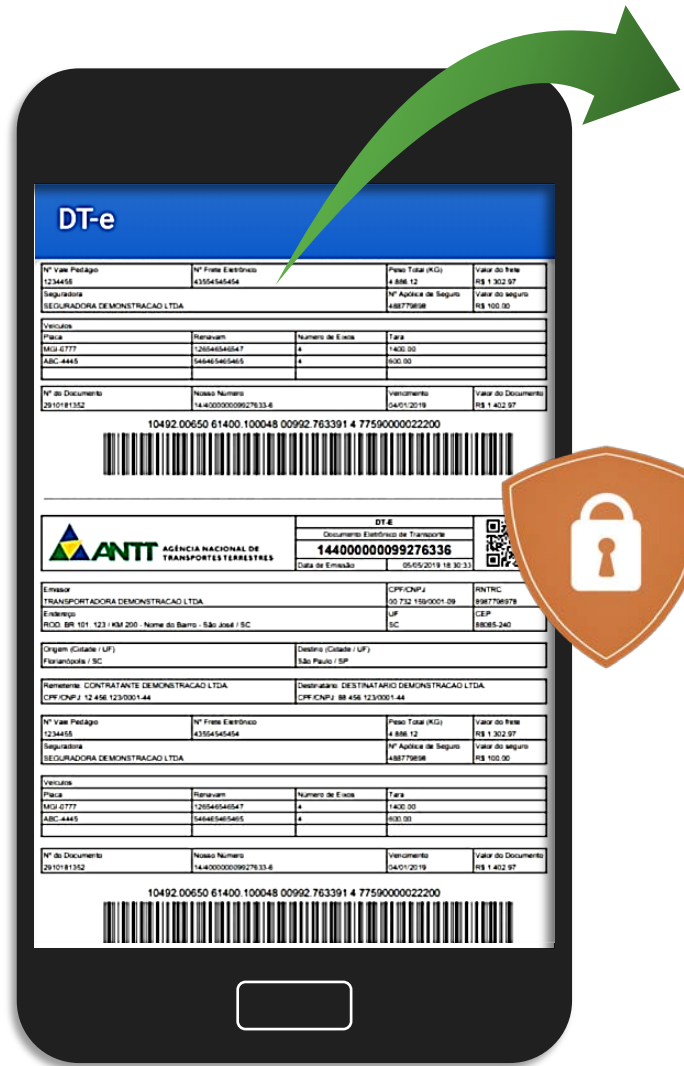 DT-e
Nº Vale Pedágio Nº Frete Eletrônico Peso Total (KG) Valor do frete
1234455 43554545454 4.886.12 R$ 1.302.97
Seguradora Nº Apólice de Seguro Valor do seguro
SEGURADORA DEMONSTRACAO LTDA 488779898 R$ 100.00
Veículos
Placa Renavam Número de Eixos Tara
MGI-0777 126546546547 4 1400.00
ABC-4445 546465465465 4 600.00
Nº do Documento Nosso Número Vencimento Valor do Documento
2910181352 14-40000009927633-6 04/01/2019 R$ 1.402.97
10492.00650 61400.100048 00992.763391 4 77590000022200
DT-E
Documento Eletrônico de Transporte
ANTT AGÊNCIA NACIONAL DE TRANSPORTES TERRESTRES
144000000099276336
Data de Emissão 05/05/2019 18:30:33
Emissor CPF/CNPJ RNTRC
TRANSPORTADORA DEMONSTRACAO LTDA. 00.732.159/0001-09 8987798978
Endereço UF CEP
ROD. BR 101. 123 / KM 200 - Nome do Bairro - São José / SC SC 88085-240
Origem (Cidade / UF) Destino (Cidade / UF)
Florianópolis / SC São Paulo / SP
Remetente: CONTRATANTE DEMONSTRACAO LTDA. Destinatário: DESTINATARIO DEMONSTRACAO LTDA.
CPF/CNPJ: 12.456.123/0001-44 CPF/CNPJ: 88.456.123/0001-44
Nº Vale Pedágio Nº Frete Eletrônico Peso Total (KG) Valor do frete
1234455 43554545454 4.886.12 R$ 1.302.97
Seguradora Nº Apólice de Seguro Valor do seguro
SEGURADORA DEMONSTRACAO LTDA 488779898 R$ 100.00
Veículos
Placa Renavam Número de Eixos Tara
MGI-0777 126546546547 4 1400.00
ABC-4445 546465465465 4 600.00
Nº do Documento Nosso Número Vencimento Valor do Documento
2910181352 14-40000009927633-6 04/01/2019 R$ 1.402.97
10492.00650 61400.100048 00992.763391 4 77590000022200